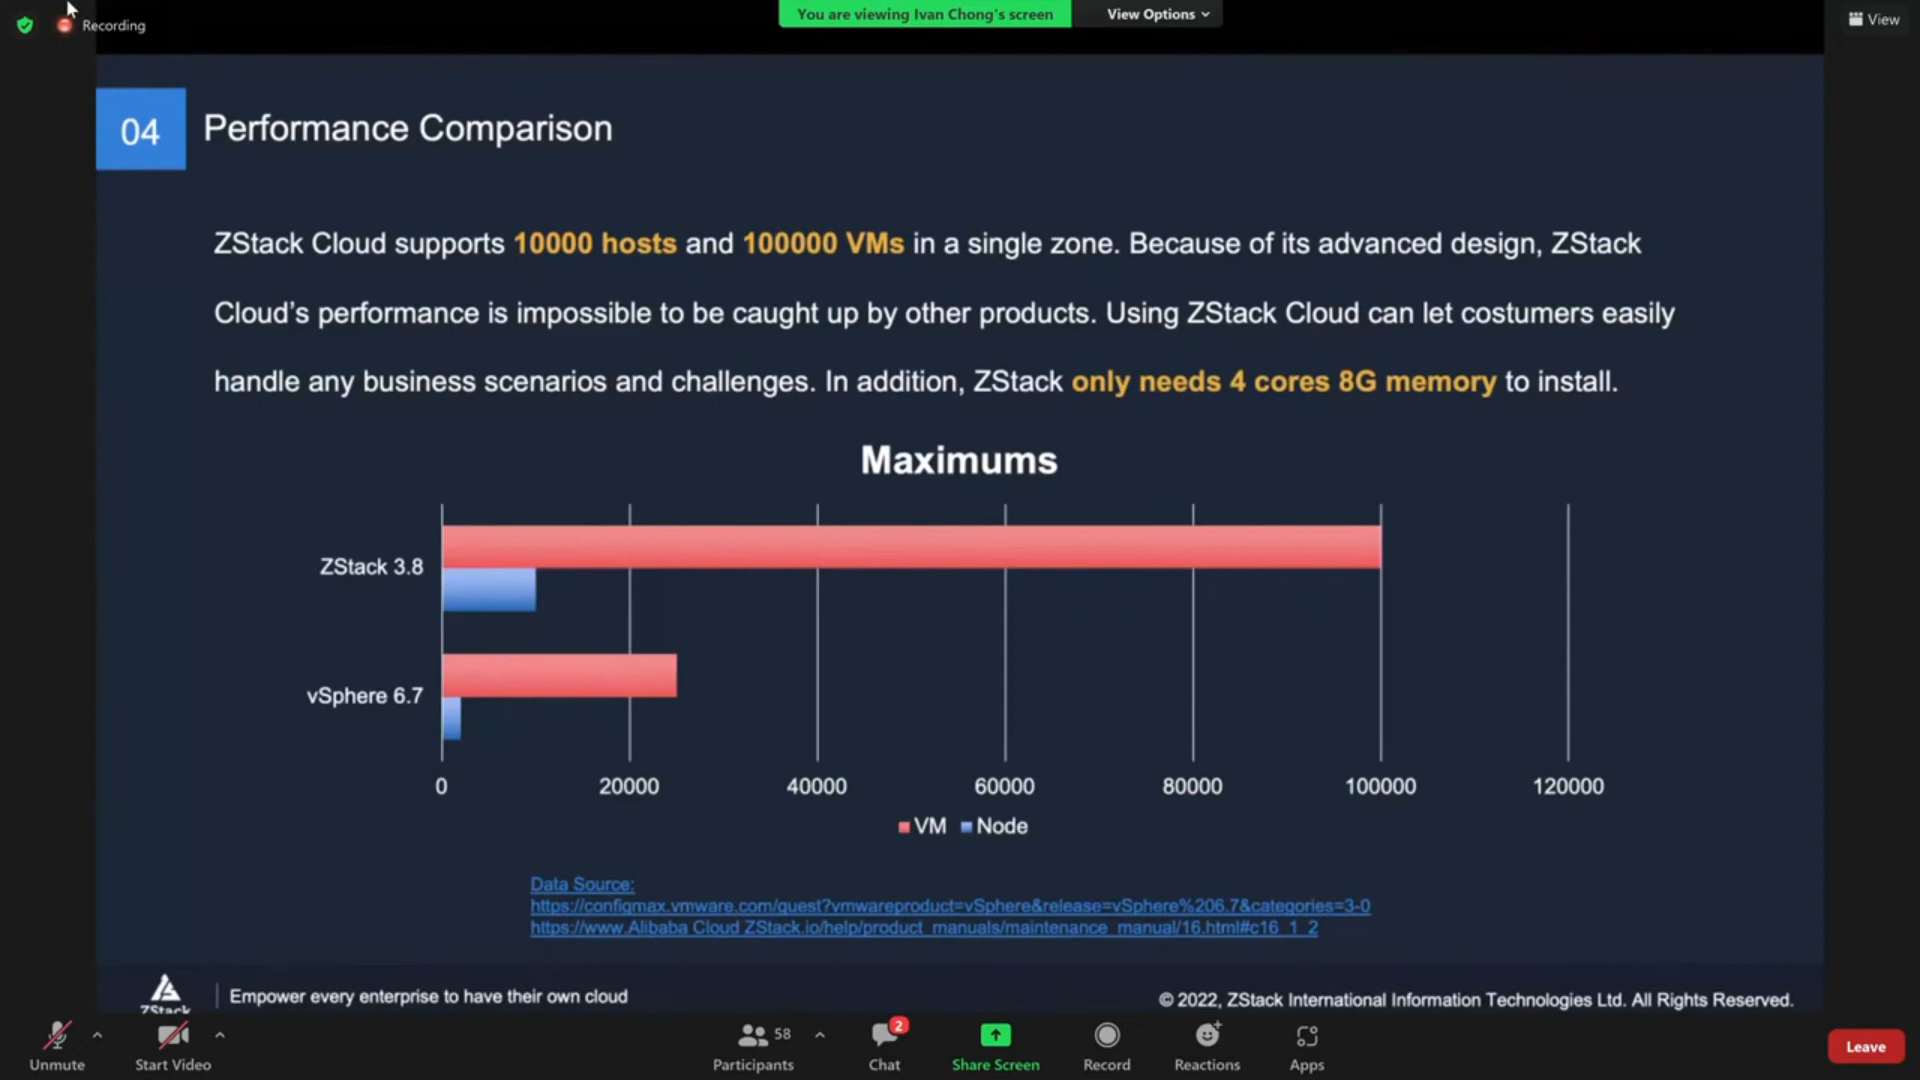 Recording
You are viewing Ivan Chong's screen
View Options
View
04
Performance Comparison
ZStack Cloud supports 10000 hosts and 100000 VMs in a single zone. Because of its advanced design, ZStack
Cloud's performance is impossible to be caught up by other products. Using ZStack Cloud can let costumers easily
handle any business scenarios and challenges. In addition, ZStack only needs 4 cores 8G memory to install.
Maximums
ZStack 3.8
vSphere 6.7
0 20000 40000 60000 80000 100000 120000
VM Node
Data Source:
https://configmax.vmware.com/guest?vmwareproduct=vSphere&release=vSphere%206.7&categories=3-0
https://www.Alibaba Cloud ZStack.io/help/product_manuals/maintenance_manual/16.html#c16_1_2
ZStack
Empower every enterprise to have their own cloud
© 2022, ZStack International Information Technologies Ltd. All Rights Reserved.
Unmute
Start Video
58
Participants
2
Chat
Share Screen
Record
Reactions
Apps
Leave